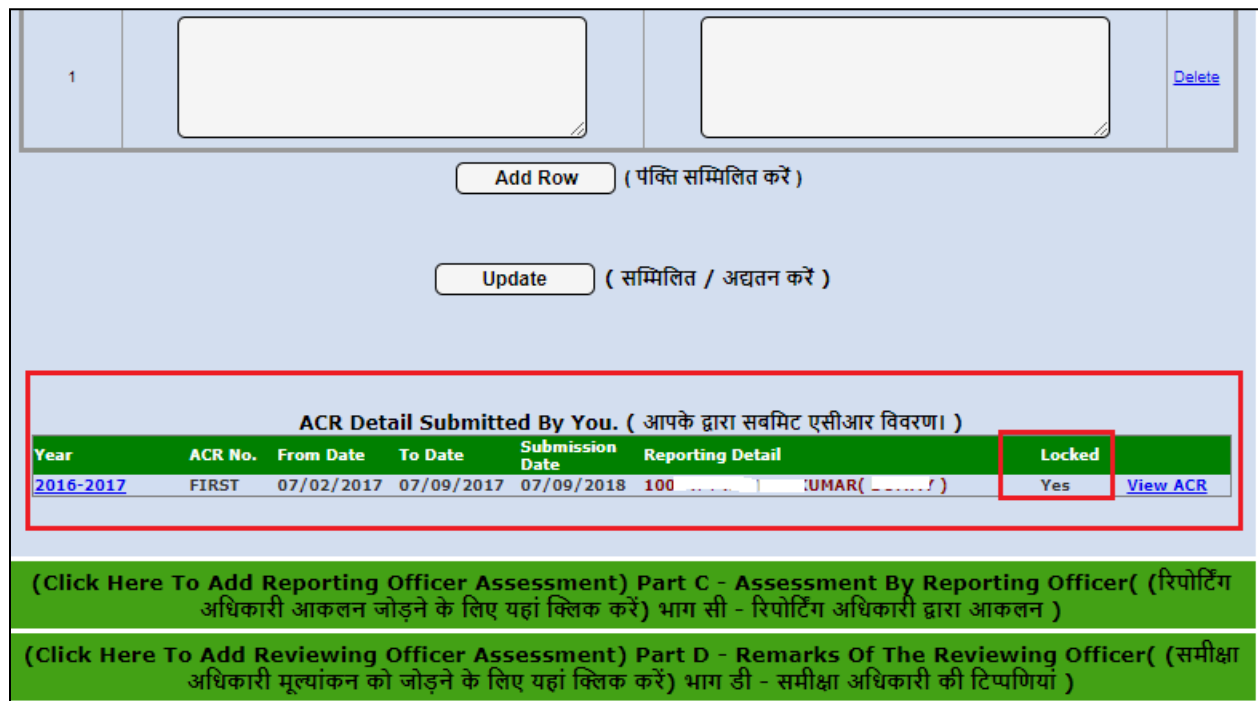 1
Delete
Add Row ( पंक्ति सम्मिलित करें )
Update ( सम्मिलित / अद्यतन करें )
ACR Detail Submitted By You. ( आपके द्वारा सबमिट एसीआर विवरण। )
Year ACR No. From Date To Date Submission Date Reporting Detail Locked
2016-2017 FIRST 07/02/2017 07/09/2017 07/09/2018 100 KUMAR( ) Yes View ACR
(Click Here To Add Reporting Officer Assessment) Part C - Assessment By Reporting Officer( (रिपोर्टिंग
अधिकारी आकलन जोड़ने के लिए यहां क्लिक करें) भाग सी - रिपोर्टिंग अधिकारी द्वारा आकलन )
(Click Here To Add Reviewing Officer Assessment) Part D - Remarks Of The Reviewing Officer( (समीक्षा
अधिकारी मूल्यांकन को जोड़ने के लिए यहां क्लिक करें) भाग डी - समीक्षा अधिकारी की टिप्पणियां )